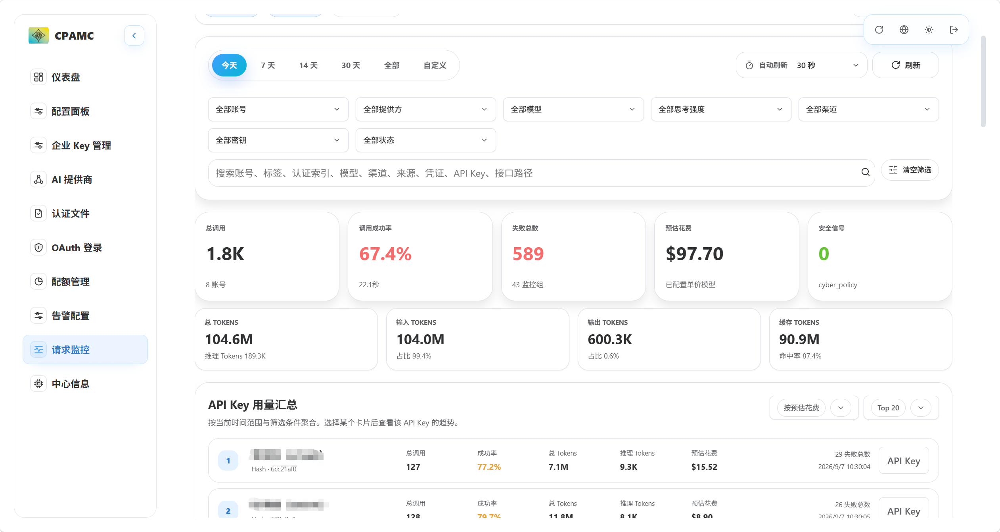 CPAMC
仪表盘
配置面板
企业 Key 管理
AI 提供商
认证文件
OAuth 登录
配额管理
告警配置
请求监控
中心信息
今天 7 天 14 天 30 天 全部 自定义 自动刷新 30 秒 刷新
全部账号 全部提供方 全部模型 全部思考强度 全部渠道
全部密钥 全部状态
搜索账号、标签、认证索引、模型、渠道、来源、凭证、API Key、接口路径 清空筛选
总调用 调用成功率 失败总数 预估花费 安全信号
1.8K 67.4% 589 $97.70 0
8 账号 22.1秒 43 监控组 已配置单价模型 cyber_policy
总 TOKENS 输入 TOKENS 输出 TOKENS 缓存 TOKENS
104.6M 104.0M 600.3K 90.9M
推理 Tokens 189.3K 占比 99.4% 占比 0.6% 命中率 87.4%
API Key 用量汇总 按预估花费 Top 20
按当前时间范围与筛选条件聚合。选择某个卡片后查看该 API Key 的趋势。
1 总调用 成功率 总 Tokens 推理 Tokens 预估花费 29 失败总数 API Key
Hash · 6cc21af0 127 77.2% 7.1M 9.3K $15.52 2026/9/7 10:30:04
2 总调用 成功率 总 Tokens 推理 Tokens 预估花费 26 失败总数 API Key
128 79.7% 11.8M 8.1K $8.90 2026/9/7 10:30:05